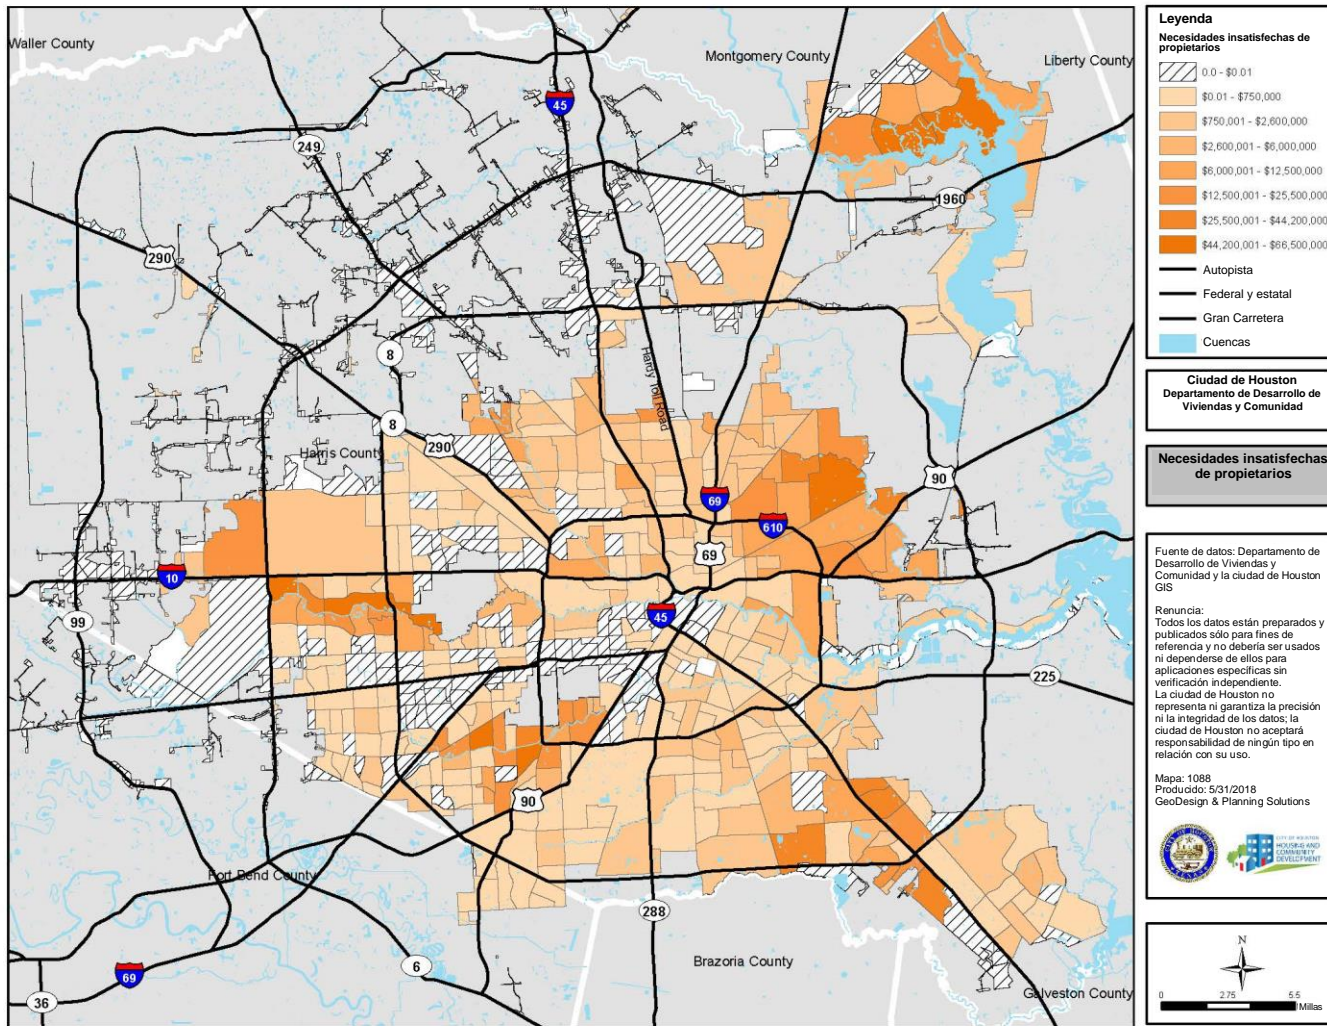 Waller County
Montgomery County
Liberty County
45
249
290
1960
8
Hardy Toll Road
8
290
Harris County
90
69
610
69
10
99
45
225
90
Fort Bend County
288
6
69
36
Brazoria County
Galveston County
Leyenda
Necesidades insatisfechas de
propietarios
0.0 - $0.01
$0.01 - $750,000
$750,001 - $2,600,000
$2,600,001 - $6,000,000
$6,000,001 - $12,500,000
$12,500,001 - $25,500,000
$25,500,001 - $44,200,000
$44,200,001 - $66,500,000
Autopista
Federal y estatal
Gran Carretera
Cuencas
Ciudad de Houston
Departamento de Desarrollo de
Viviendas y Comunidad
Necesidades insatisfechas
de propietarios
Fuente de datos: Departamento de
Desarrollo de Viviendas y
Comunidad y la ciudad de Houston
GIS
Renuncia:
Todos los datos están preparados y
publicados sólo para fines de
referencia y no debería ser usados
ni dependerse de ellos para
aplicaciones específicas sin
verificación independiente.
La ciudad de Houston no
representa ni garantiza la precisión
ni la integridad de los datos; la
ciudad de Houston no aceptará
responsabilidad de ningún tipo en
relación con su uso.
Mapa: 1088
Producido: 5/31/2018
GeoDesign & Planning Solutions
CITY OF HOUSTON
HOUSING AND
COMMUNITY
DEVELOPMENT
N
0 2.75 5.5
Millas